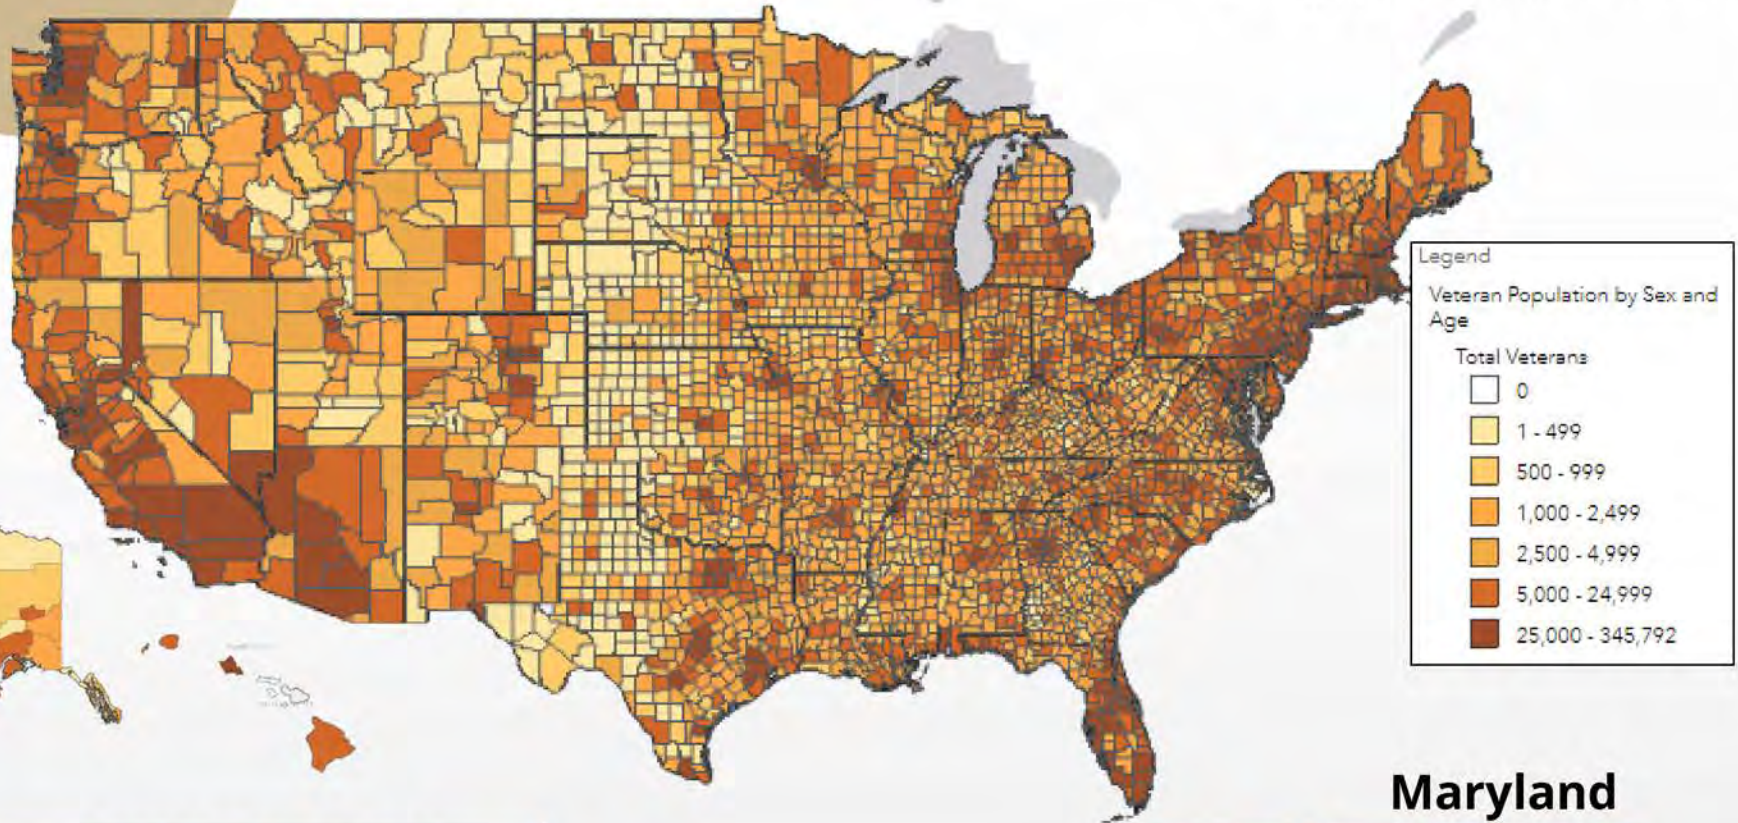 Legend
Veteran Population by Sex and
Age
Total Veterans
0
1 - 499
500 - 999
1,000 - 2,499
2,500 - 4,999
5,000 - 24,999
25,000 - 345,792
Maryland